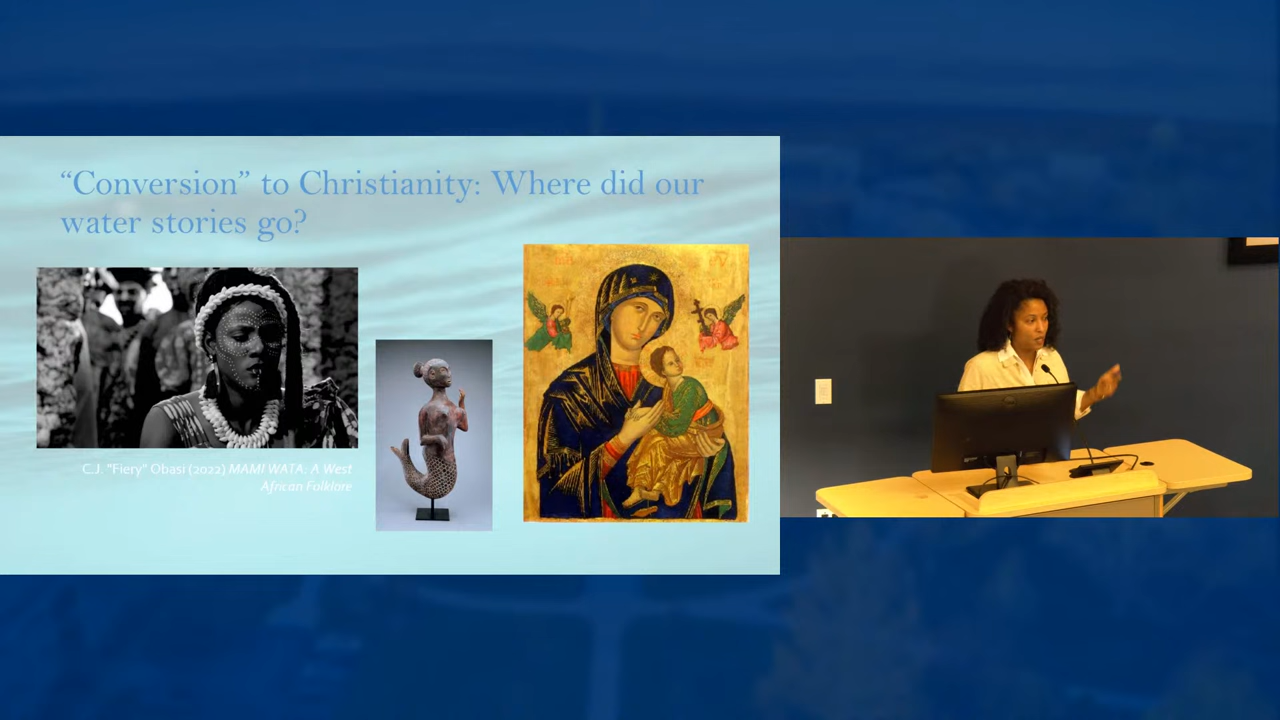 “Conversion” to Christianity: Where did our
water stories go?
C.J. "Fiery" Obasi (2022) MAMI WATA: A West
African Folklore